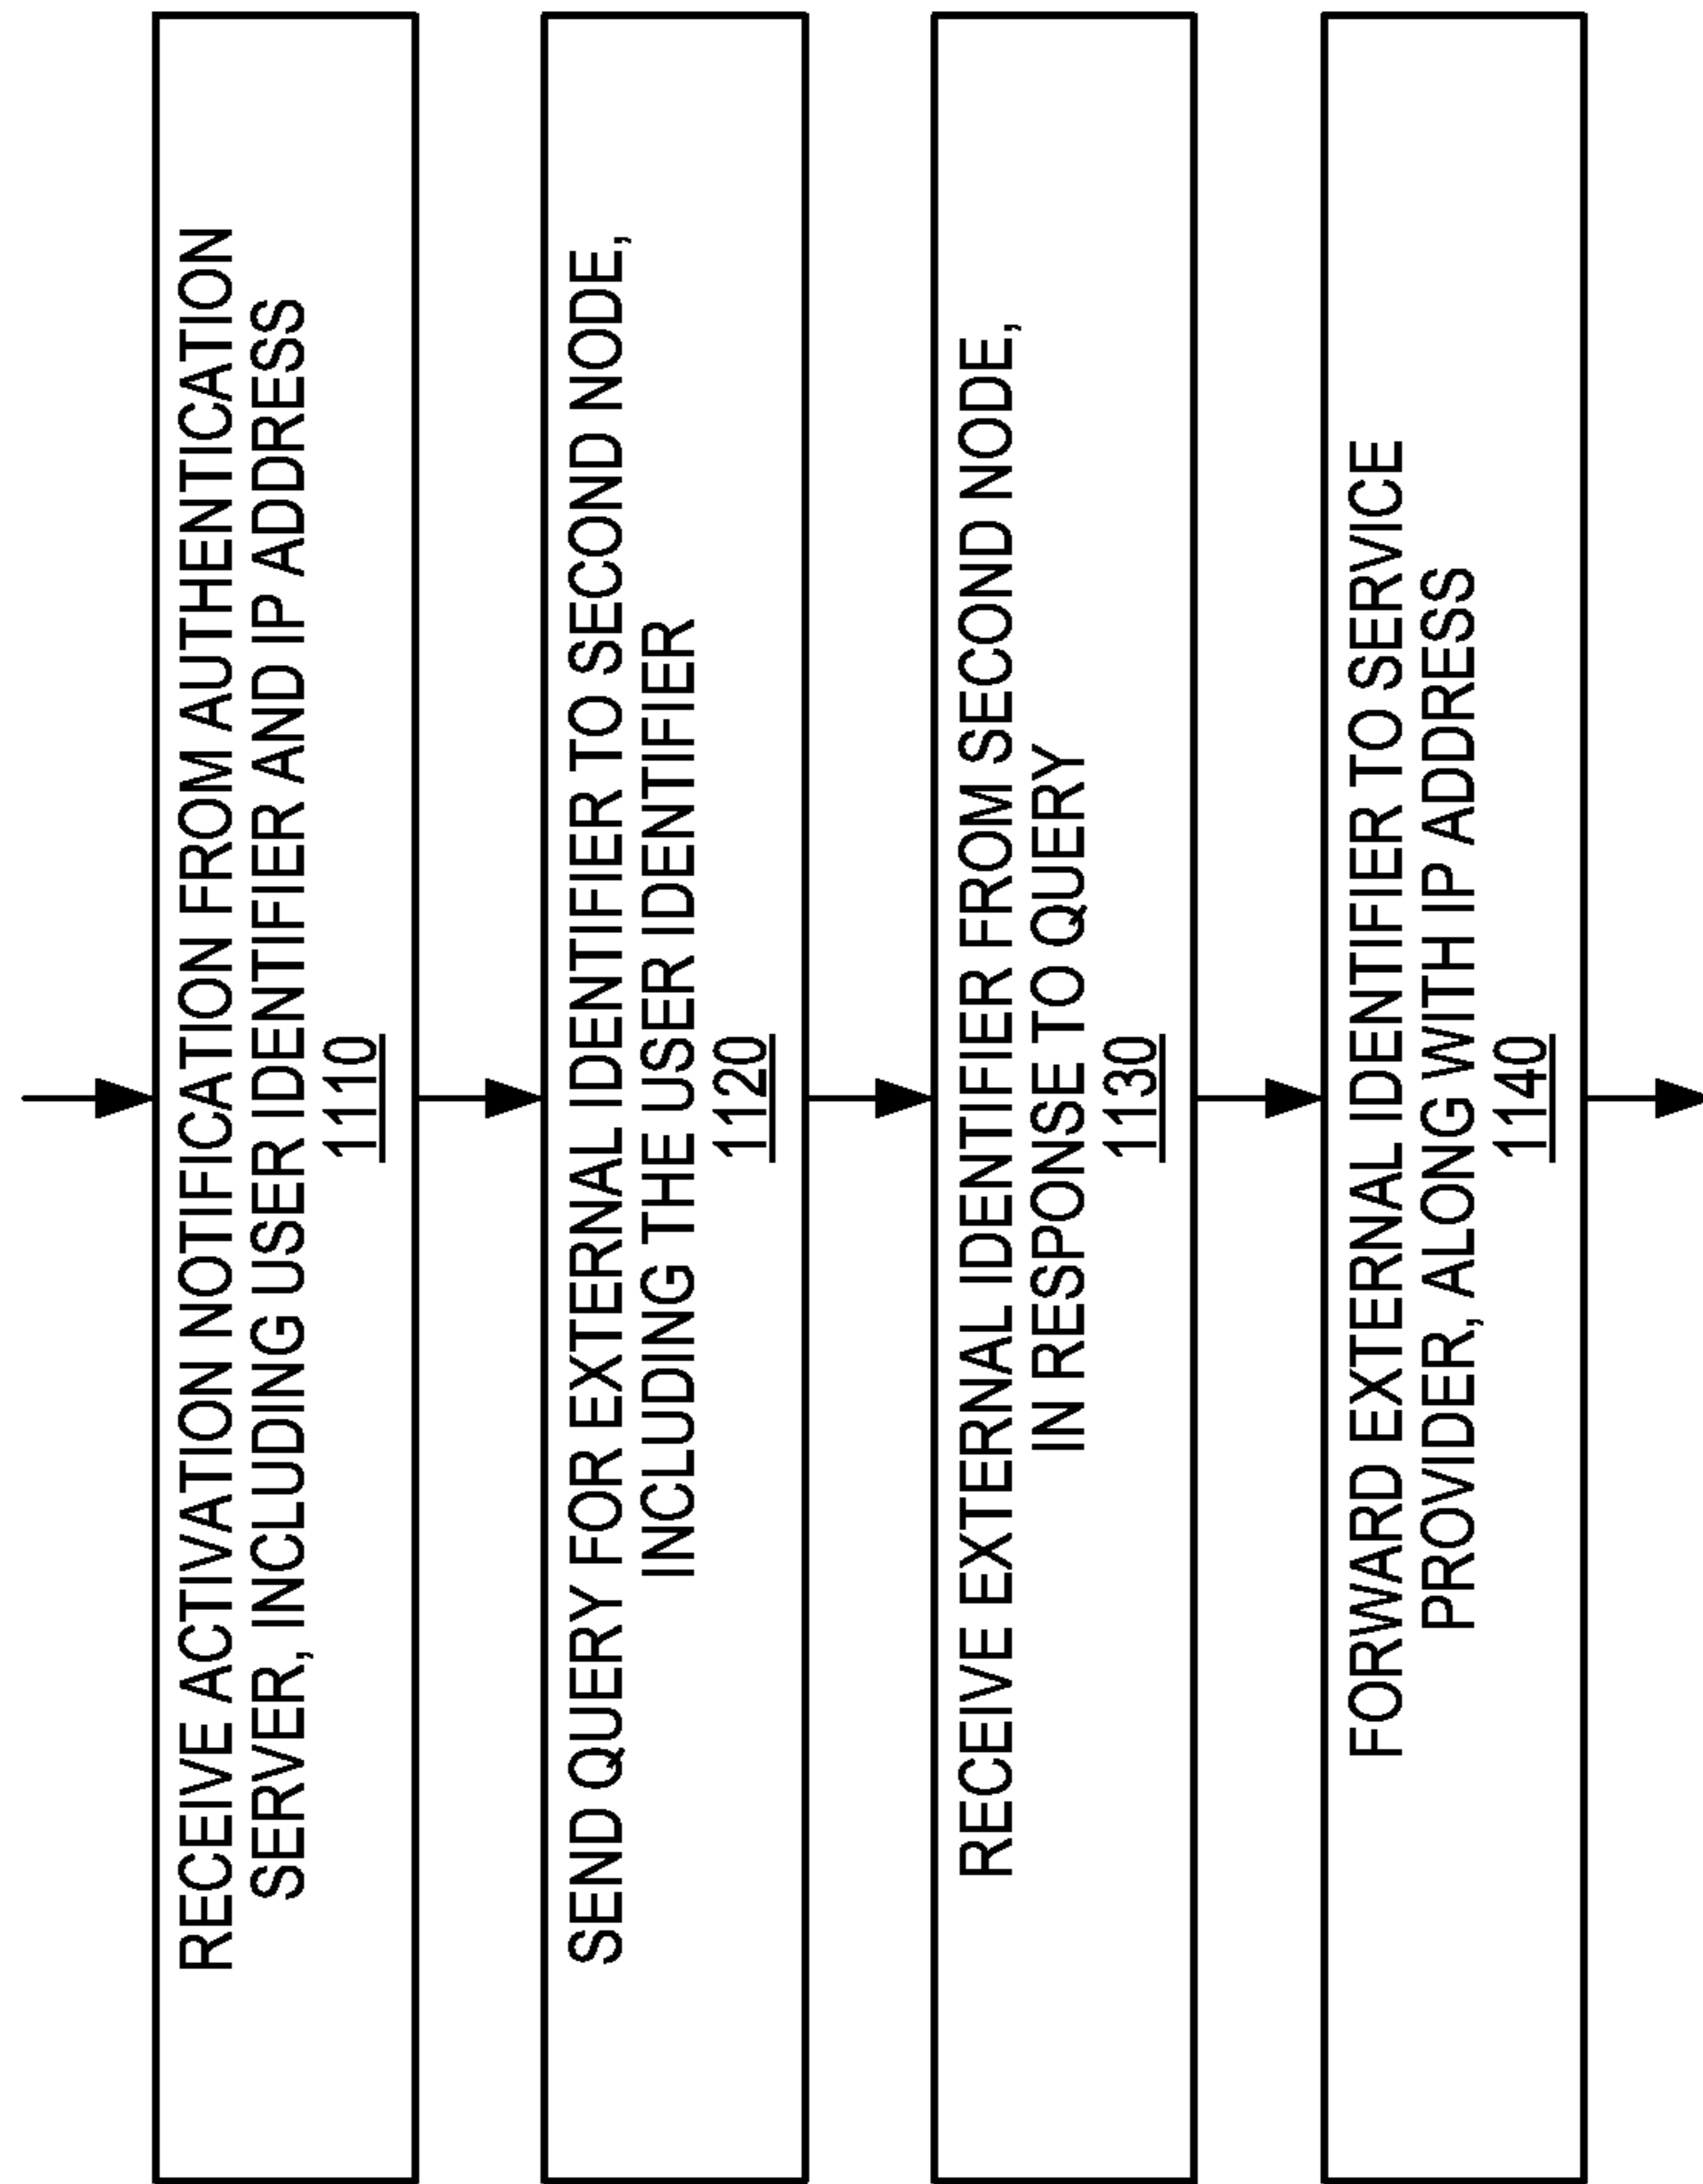 RECEIVE ACTIVATION NOTIFICATION FROM AUTHENTICATION
SERVER, INCLUDING USER IDENTIFIER AND IP ADDRESS
1110
SEND QUERY FOR EXTERNAL IDENTIFIER TO SECOND NODE,
INCLUDING THE USER IDENTIFIER
1120
RECEIVE EXTERNAL IDENTIFIER FROM SECOND NODE,
IN RESPONSE TO QUERY
1130
FORWARD EXTERNAL IDENTIFIER TO SERVICE
PROVIDER, ALONG WITH IP ADDRESS
1140